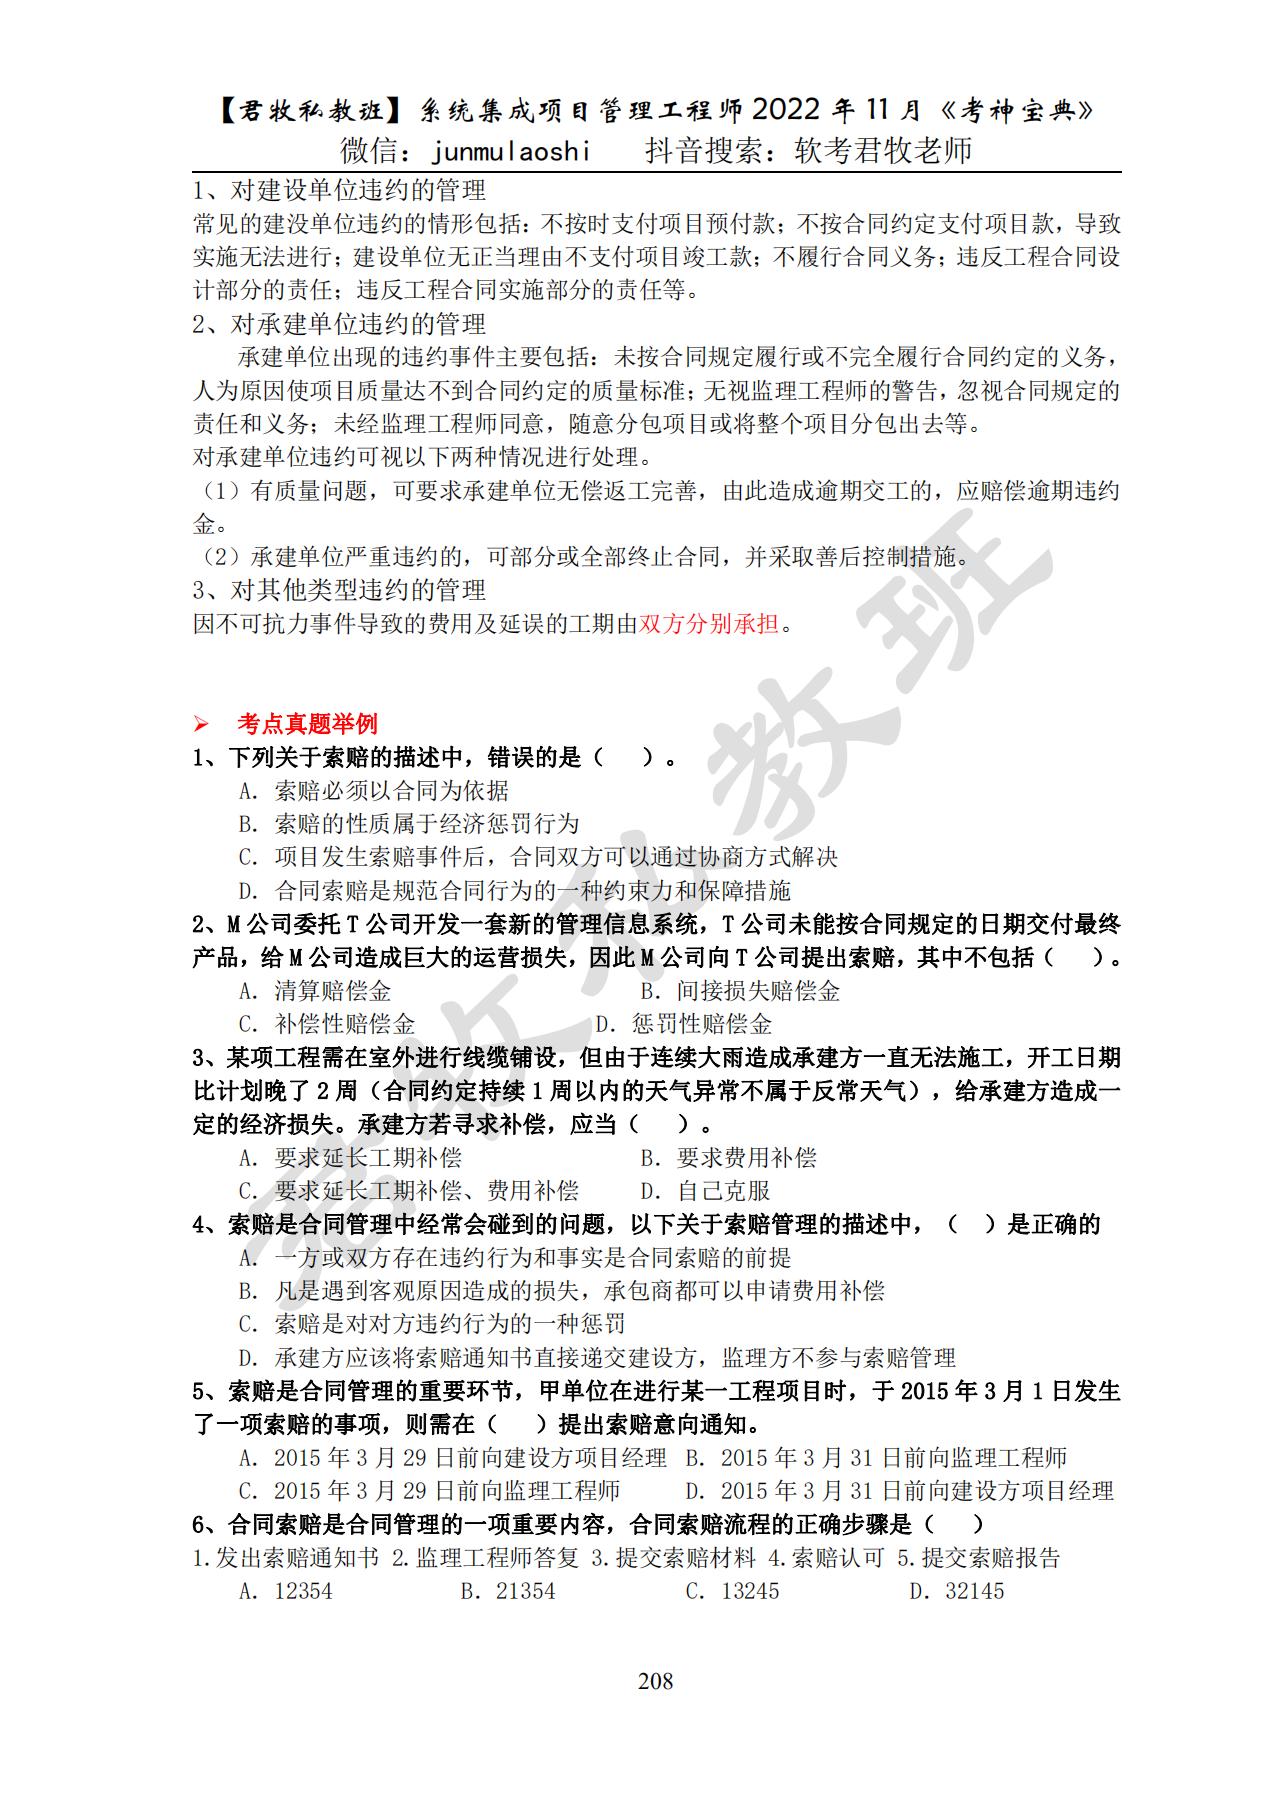 【君牧私教班】系统集成项目管理工程师 2022 年 11 月《考神宝典》
微信：junmulaoshi 抖音搜索：软考君牧老师
1、对建设单位违约的管理
常见的建没单位违约的情形包括：不按时支付项目预付款；不按合同约定支付项目款，导致
实施无法进行；建设单位无正当理由不支付项目竣工款；不履行合同义务；违反工程合同设
计部分的责任；违反工程合同实施部分的责任等。
2、对承建单位违约的管理
承建单位出现的违约事件主要包括：未按合同规定履行或不完全履行合同约定的义务，
人为原因使项目质量达不到合同约定的质量标准；无视监理工程师的警告，忽视合同规定的
责任和义务；未经监理工程师同意，随意分包项目或将整个项目分包出去等。
对承建单位违约可视以下两种情况进行处理。
（1）有质量问题，可要求承建单位无偿返工完善，由此造成逾期交工的，应赔偿逾期违约
金。
（2）承建单位严重违约的，可部分或全部终止合同，并采取善后控制措施。
3、对其他类型违约的管理
因不可抗力事件导致的费用及延误的工期由双方分别承担。
➢ 考点真题举例
1、下列关于索赔的描述中，错误的是（ ）。
A．索赔必须以合同为依据
B．索赔的性质属于经济惩罚行为
C．项目发生索赔事件后，合同双方可以通过协商方式解决
D．合同索赔是规范合同行为的一种约束力和保障措施
2、M 公司委托 T 公司开发一套新的管理信息系统，T 公司未能按合同规定的日期交付最终
产品，给 M 公司造成巨大的运营损失，因此 M 公司向 T 公司提出索赔，其中不包括（ ）。
A．清算赔偿金 B．间接损失赔偿金
C．补偿性赔偿金 D．惩罚性赔偿金
3、某项工程需在室外进行线缆铺设，但由于连续大雨造成承建方一直无法施工，开工日期
比计划晚了 2 周（合同约定持续 1 周以内的天气异常不属于反常天气），给承建方造成一
定的经济损失。承建方若寻求补偿，应当（ ）。
A．要求延长工期补偿 B．要求费用补偿
C．要求延长工期补偿、费用补偿 D．自己克服
4、索赔是合同管理中经常会碰到的问题，以下关于索赔管理的描述中，（ ）是正确的
A．一方或双方存在违约行为和事实是合同索赔的前提
B．凡是遇到客观原因造成的损失，承包商都可以申请费用补偿
C．索赔是对对方违约行为的一种惩罚
D．承建方应该将索赔通知书直接递交建设方，监理方不参与索赔管理
5、索赔是合同管理的重要环节，甲单位在进行某一工程项目时，于 2015 年 3 月 1 日发生
了一项索赔的事项，则需在（ ）提出索赔意向通知。
A．2015 年 3 月 29 日前向建设方项目经理 B．2015 年 3 月 31 日前向监理工程师
C．2015 年 3 月 29 日前向监理工程师 D．2015 年 3 月 31 日前向建设方项目经理
6、合同索赔是合同管理的一项重要内容，合同索赔流程的正确步骤是（ ）
1.发出索赔通知书 2.监理工程师答复 3.提交索赔材料 4.索赔认可 5.提交索赔报告
A．12354 B．21354 C．13245 D．32145
208
君牧私教班